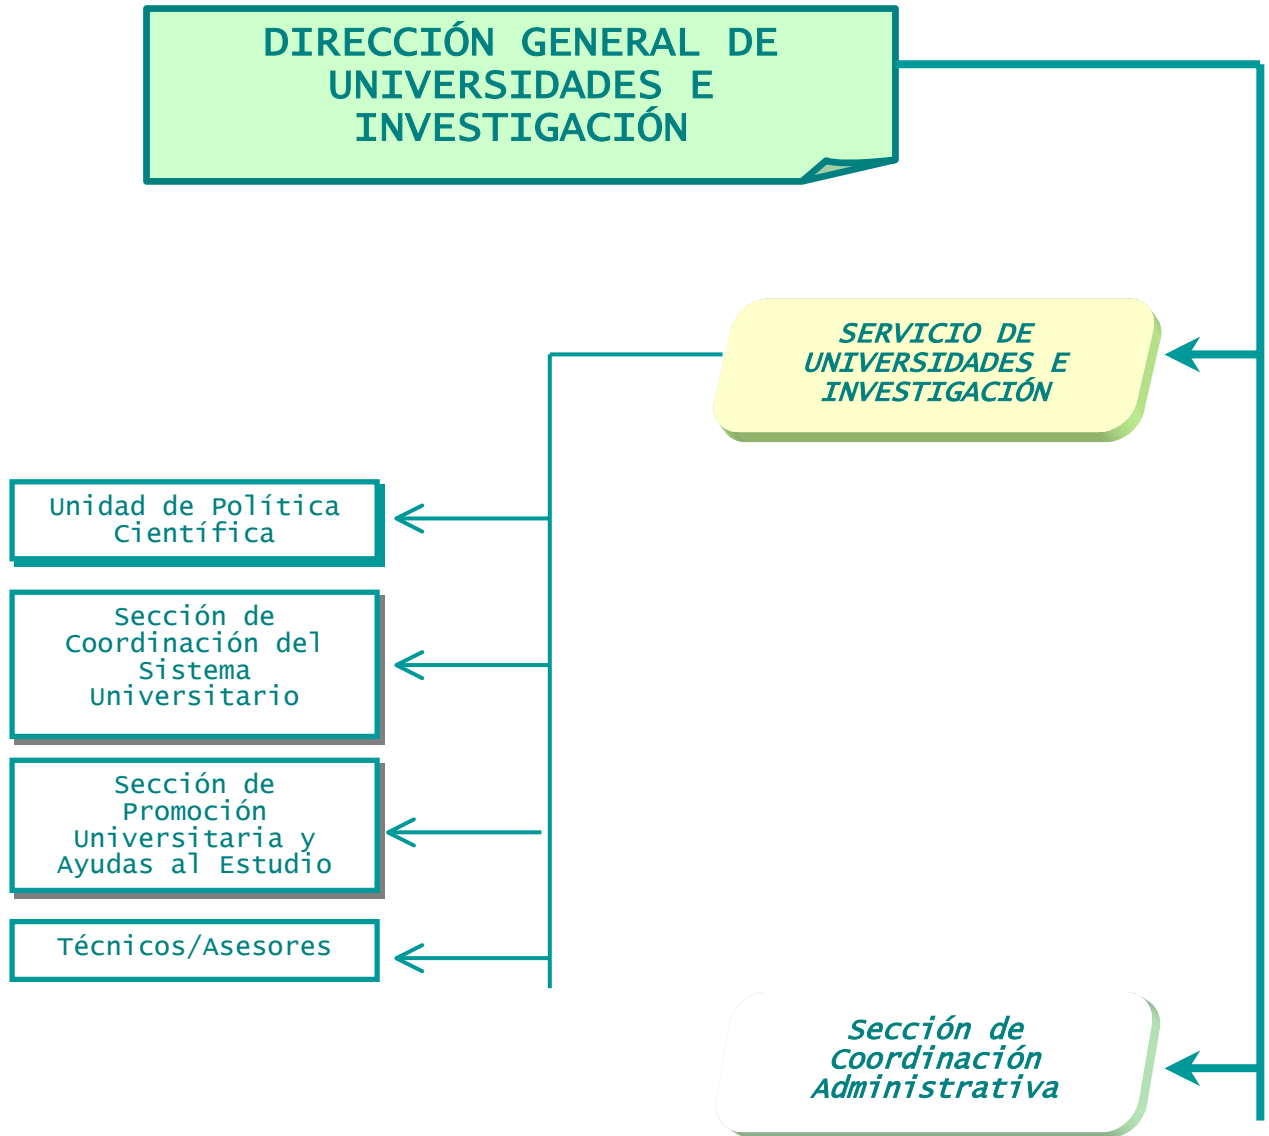 DIRECCIÓN GENERAL DE
UNIVERSIDADES E
INVESTIGACIÓN
SERVICIO DE
UNIVERSIDADES E
INVESTIGACIÓN
Unidad de Política
Científica
Sección de
Coordinación del
Sistema
Universitario
Sección de
Promoción
Universitaria y
Ayudas al Estudio
Técnicos/Asesores
Sección de
Coordinación
Administrativa